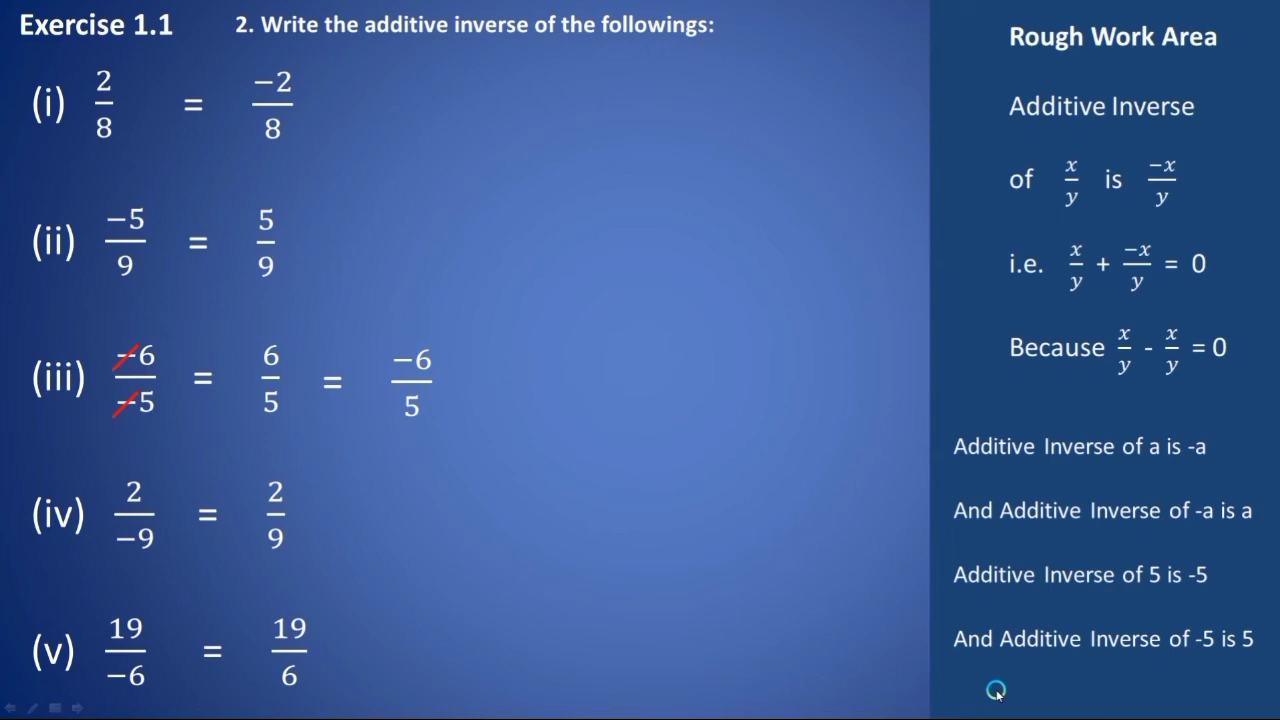 Exercise 1.1 2. Write the additive inverse of the followings:
(i) 2/8 = −2/8
(ii) −5/9 = 5/9
(iii) −6/−5 = 6/5 = −6/5
(iv) 2/−9 = 2/9
(v) 19/−6 = 19/6
Rough Work Area
Additive Inverse
of x/y is −x/y
i.e. x/y + −x/y = 0
Because x/y - x/y = 0
Additive Inverse of a is -a
And Additive Inverse of -a is a
Additive Inverse of 5 is -5
And Additive Inverse of -5 is 5